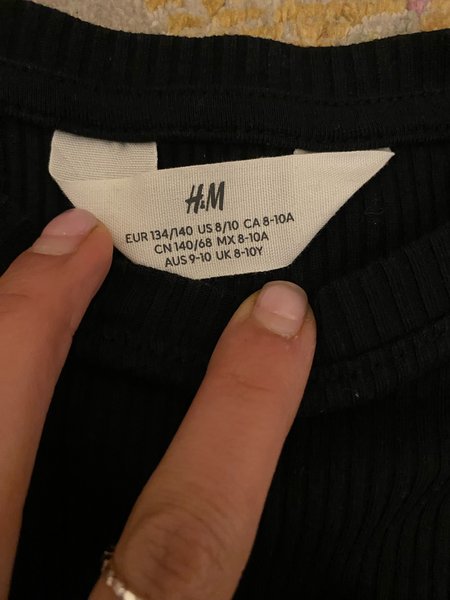 H&M
EUR 134/140 US 8/10 CA 8-10A
CN 140/68 MX 8-10A
AUS 9-10 UK 8-10Y